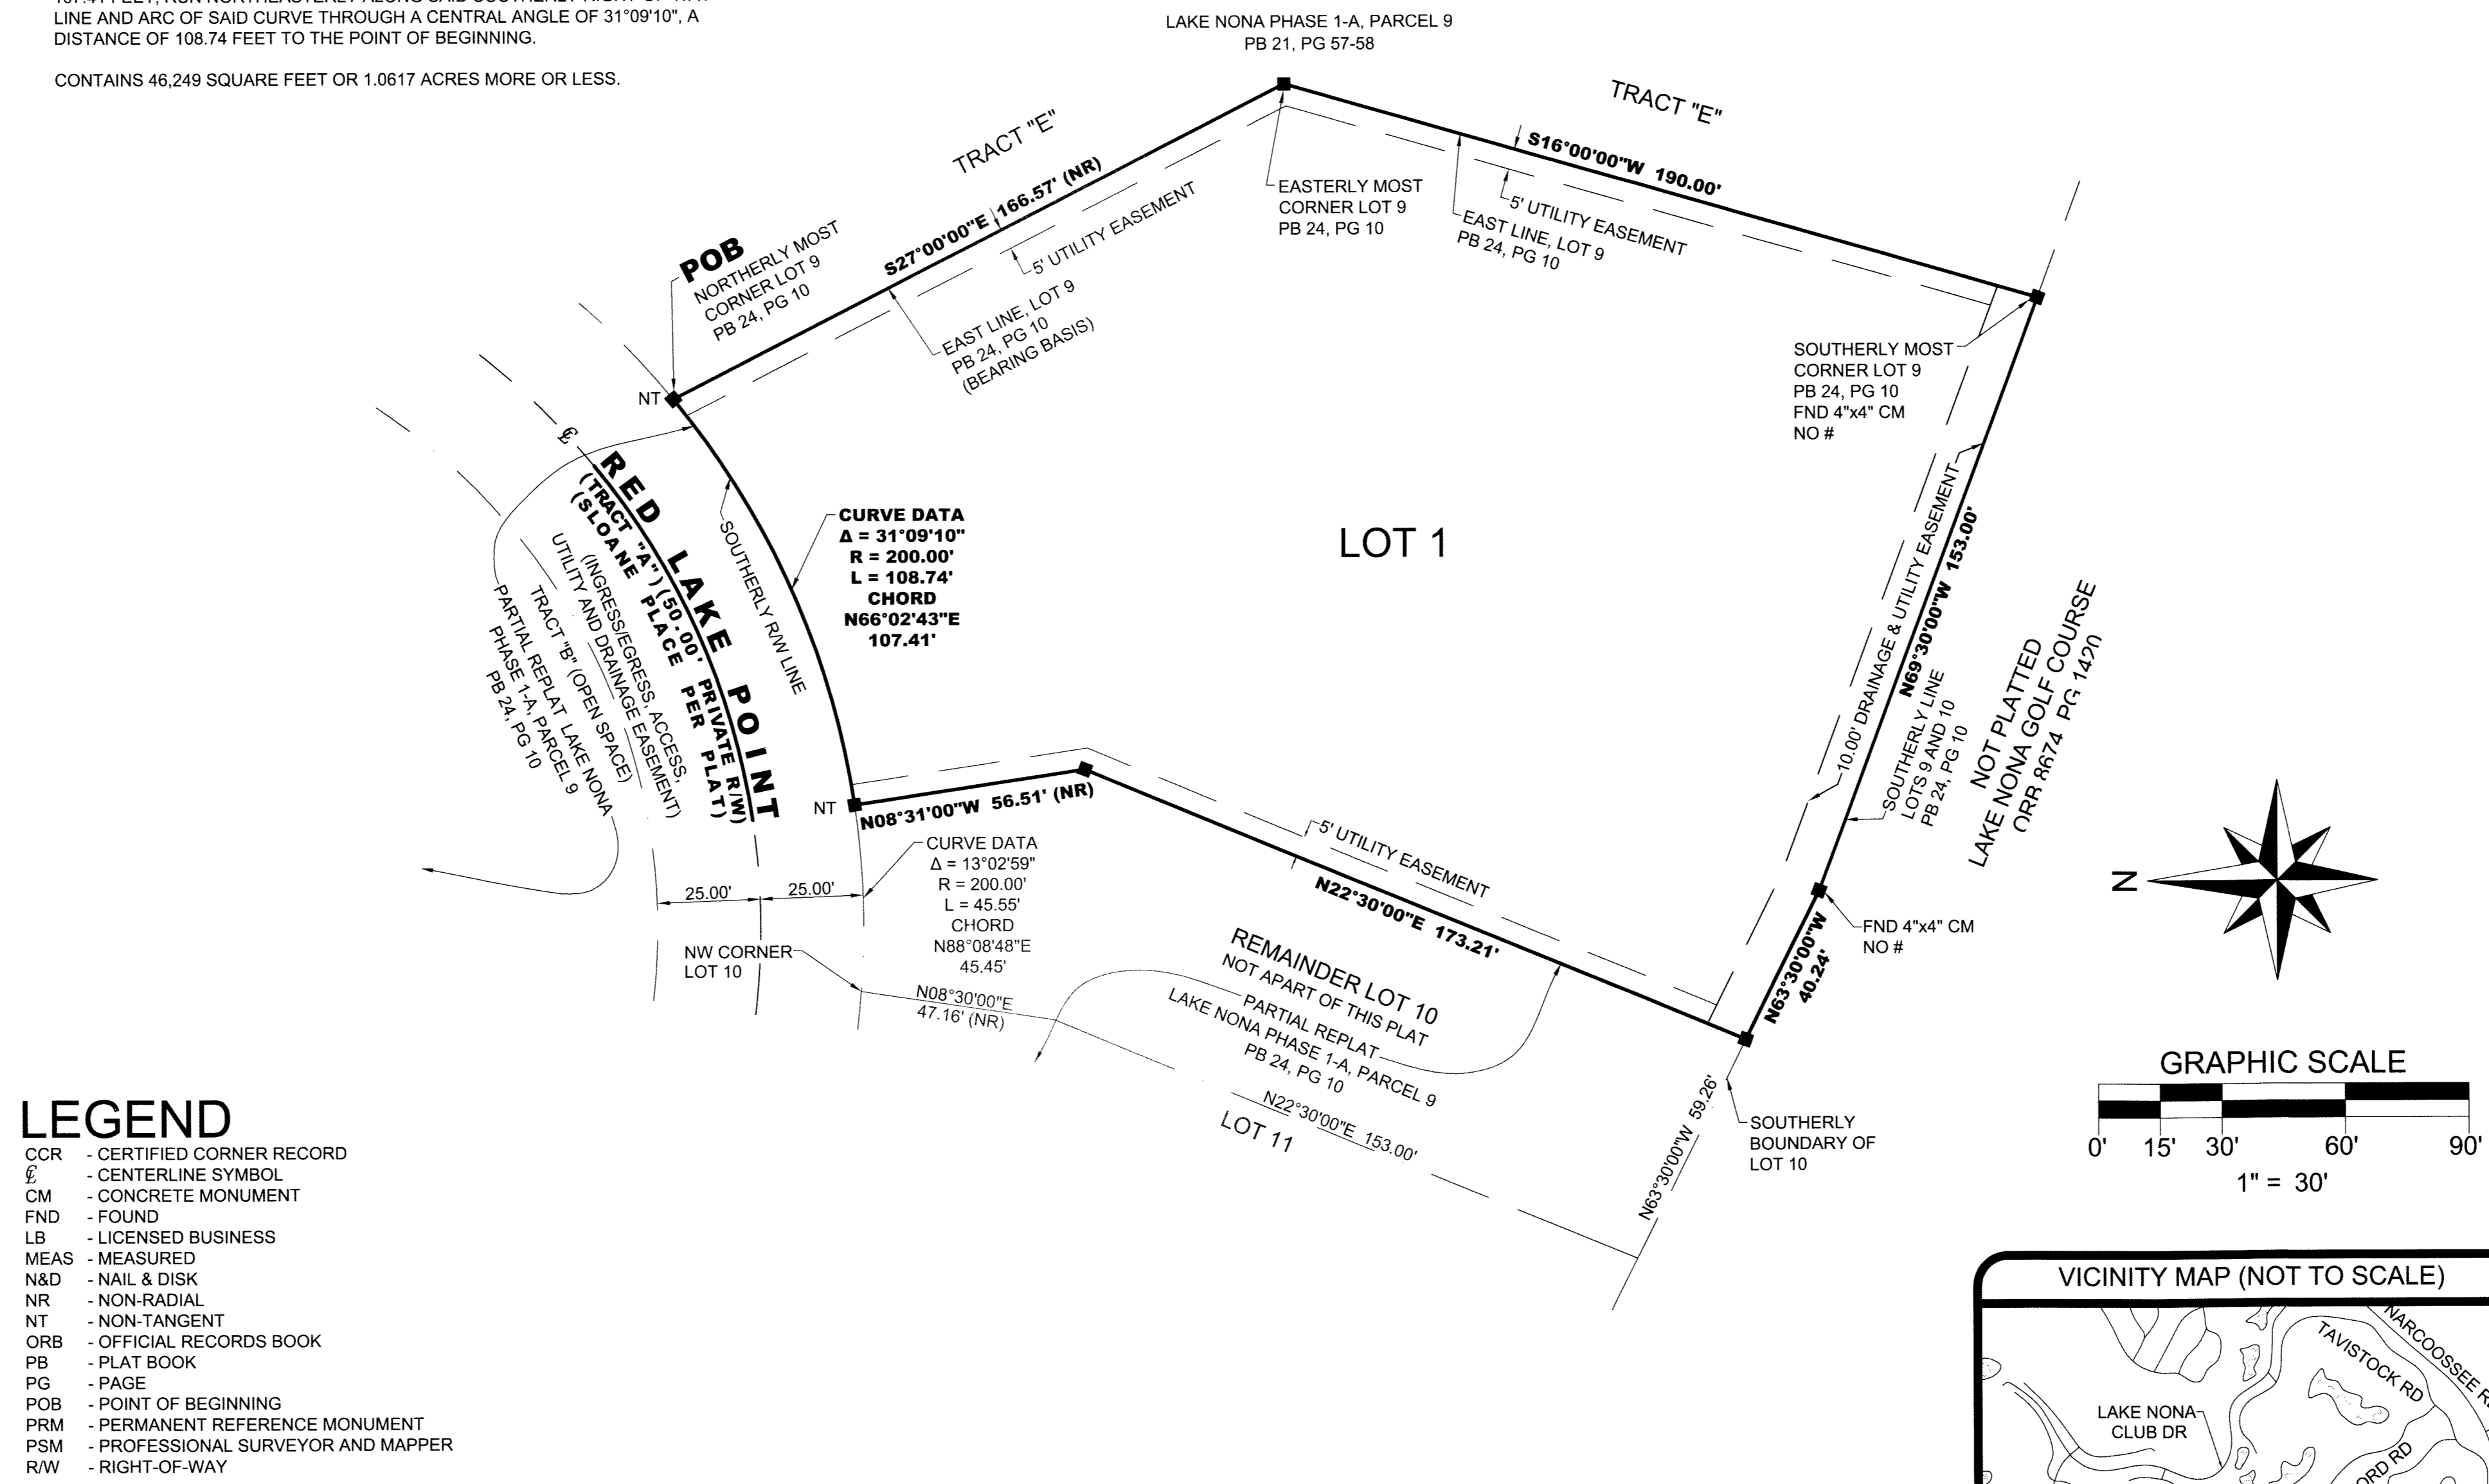 LINE AND ARC OF SAID CURVE THROUGH A CENTRAL ANGLE OF 31°09'10", A
DISTANCE OF 108.74 FEET TO THE POINT OF BEGINNING.
CONTAINS 46,249 SQUARE FEET OR 1.0617 ACRES MORE OR LESS.
LAKE NONA PHASE 1-A, PARCEL 9
PB 21, PG 57-58
TRACT "E"
TRACT "E"
S27°00'00"E 166.57' (NR)
5' UTILITY EASEMENT
EAST LINE, LOT 9
PB 24, PG 10
(BEARING BASIS)
POB
NORTHERLY MOST
CORNER LOT 9
PB 24, PG 10
NT
EASTERLY MOST
CORNER LOT 9
PB 24, PG 10
S16°00'00"W 190.00'
5' UTILITY EASEMENT
EAST LINE, LOT 9
PB 24, PG 10
SOUTHERLY MOST
CORNER LOT 9
PB 24, PG 10
FND 4"x4" CM
NO #
LOT 1
CURVE DATA
Δ = 31°09'10"
R = 200.00'
L = 108.74'
CHORD
N66°02'43"E
107.41'
SOUTHERLY R/W LINE
℄
RED LAKE POINT
(TRACT "A") (50.00' PRIVATE R/W)
(SLOANE PLACE PER PLAT)
(INGRESS/EGRESS, ACCESS,
UTILITY AND DRAINAGE EASEMENT)
TRACT "B" (OPEN SPACE)
PARTIAL REPLAT LAKE NONA
PHASE 1-A, PARCEL 9
PB 24, PG 10
10.00' DRAINAGE & UTILITY EASEMENT
N69°30'00"W 153.00'
SOUTHERLY LINE
LOTS 9 AND 10
PB 24, PG 10
NOT PLATTED
LAKE NONA GOLF COURSE
ORB 8674 PG 1420
NT
N08°31'00"W 56.51' (NR)
CURVE DATA
Δ = 13°02'59"
R = 200.00'
L = 45.55'
CHORD
N88°08'48"E
45.45'
25.00'
25.00'
NW CORNER
LOT 10
N08°30'00"E
47.16' (NR)
5' UTILITY EASEMENT
N22°30'00"E 173.21'
REMAINDER LOT 10
NOT APART OF THIS PLAT
PARTIAL REPLAT
LAKE NONA PHASE 1-A, PARCEL 9
PB 24, PG 10
N22°30'00"E 153.00'
LOT 11
N63°30'00"W
40.24'
FND 4"x4" CM
NO #
N63°30'00"W 59.26'
SOUTHERLY
BOUNDARY OF
LOT 10
N
GRAPHIC SCALE
0' 15' 30' 60' 90'
1" = 30'
LEGEND
CCR - CERTIFIED CORNER RECORD
℄ - CENTERLINE SYMBOL
CM - CONCRETE MONUMENT
FND - FOUND
LB - LICENSED BUSINESS
MEAS - MEASURED
N&D - NAIL & DISK
NR - NON-RADIAL
NT - NON-TANGENT
ORB - OFFICIAL RECORDS BOOK
PB - PLAT BOOK
PG - PAGE
POB - POINT OF BEGINNING
PRM - PERMANENT REFERENCE MONUMENT
PSM - PROFESSIONAL SURVEYOR AND MAPPER
R/W - RIGHT-OF-WAY
VICINITY MAP (NOT TO SCALE)
NARCOOSSEE
TAVISTOCK RD
LAKE NONA
CLUB DR
RD